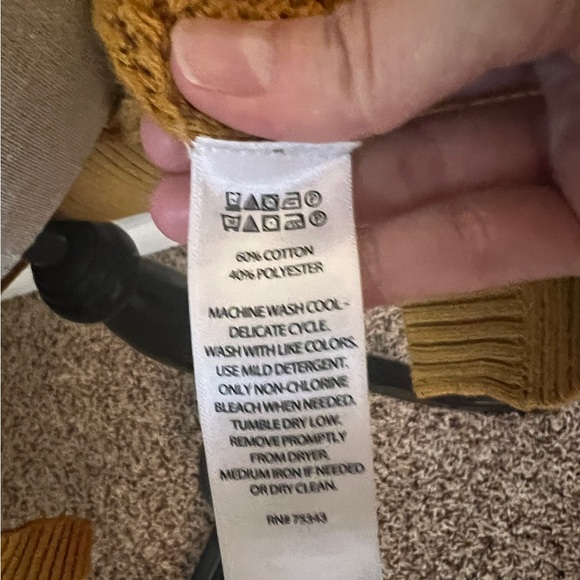 60% COTTON
40% POLYESTER
MACHINE WASH COOL -
DELICATE CYCLE.
WASH WITH LIKE COLORS.
USE MILD DETERGENT.
ONLY NON-CHLORINE
BLEACH WHEN NEEDED.
TUMBLE DRY LOW.
REMOVE PROMPTLY
FROM DRYER.
MEDIUM IRON IF NEEDED
OR DRY CLEAN.
RN# 75343